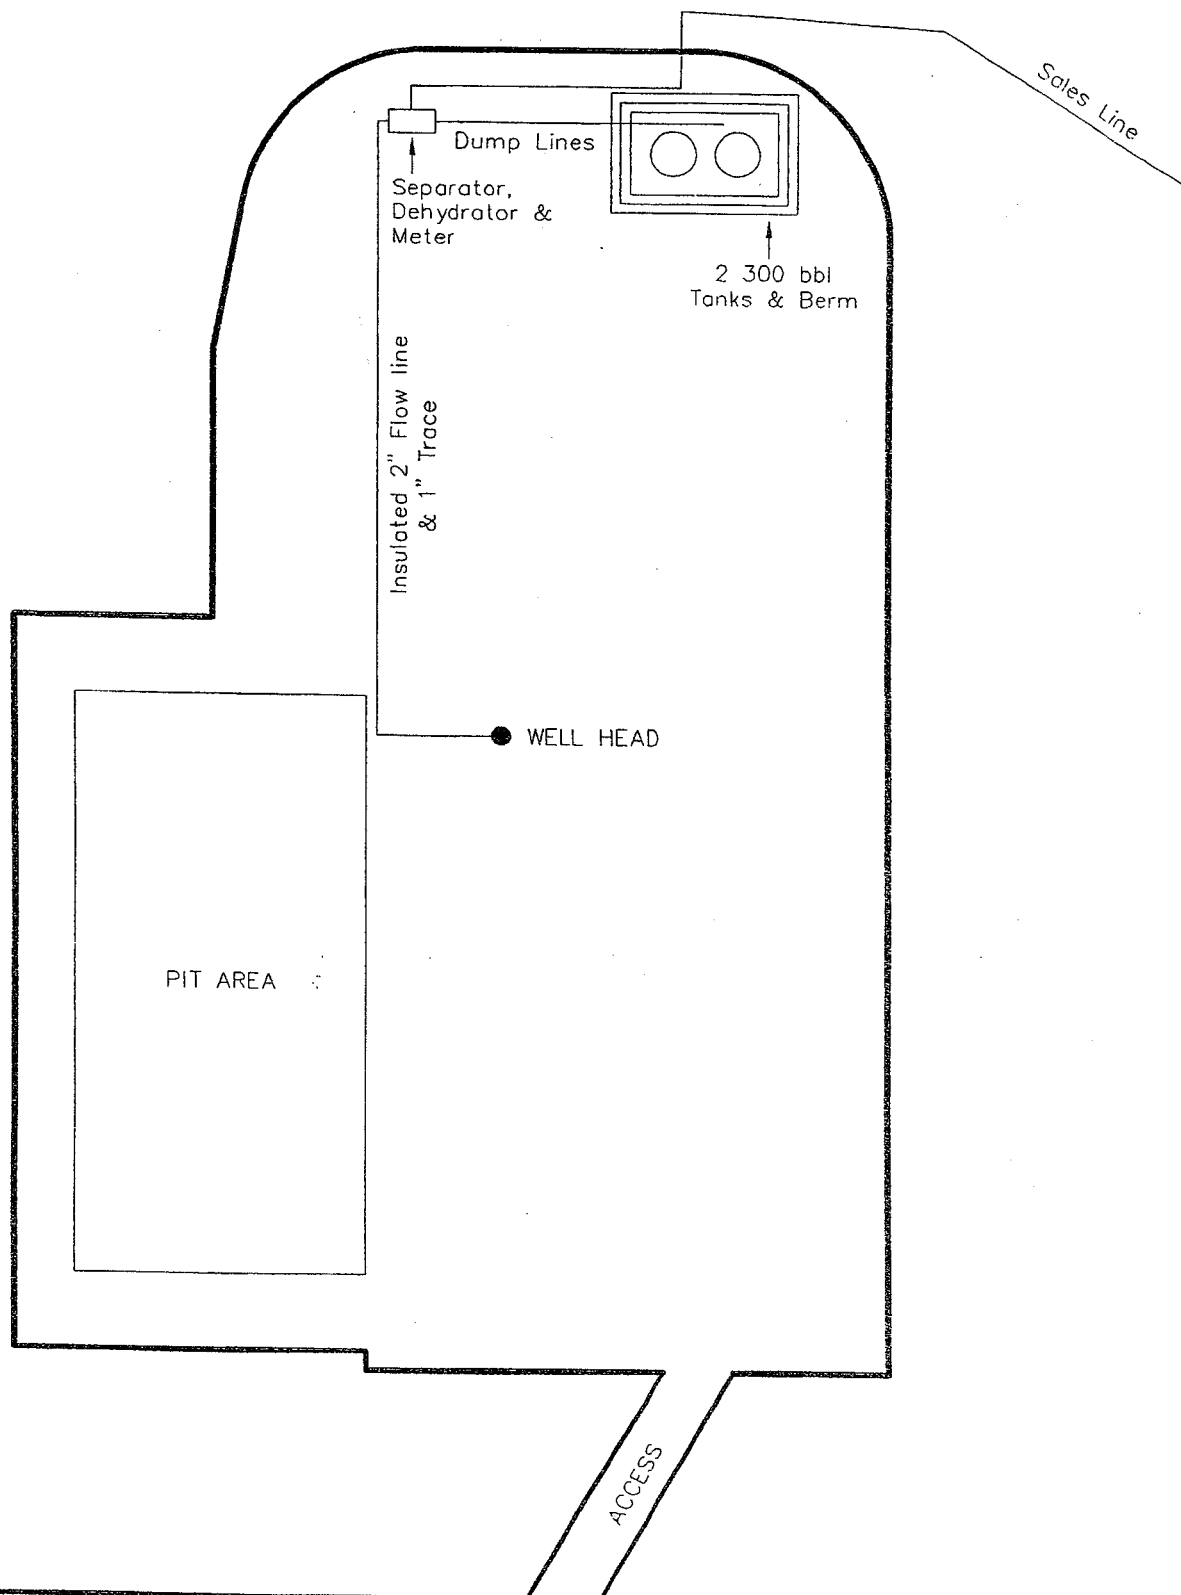 Sales Line
Dump Lines
Separator,
Dehydrator &
Meter
2 300 bbl
Tanks & Berm
Insulated 2" Flow line
& 1" Trace
WELL HEAD
PIT AREA
ACCESS